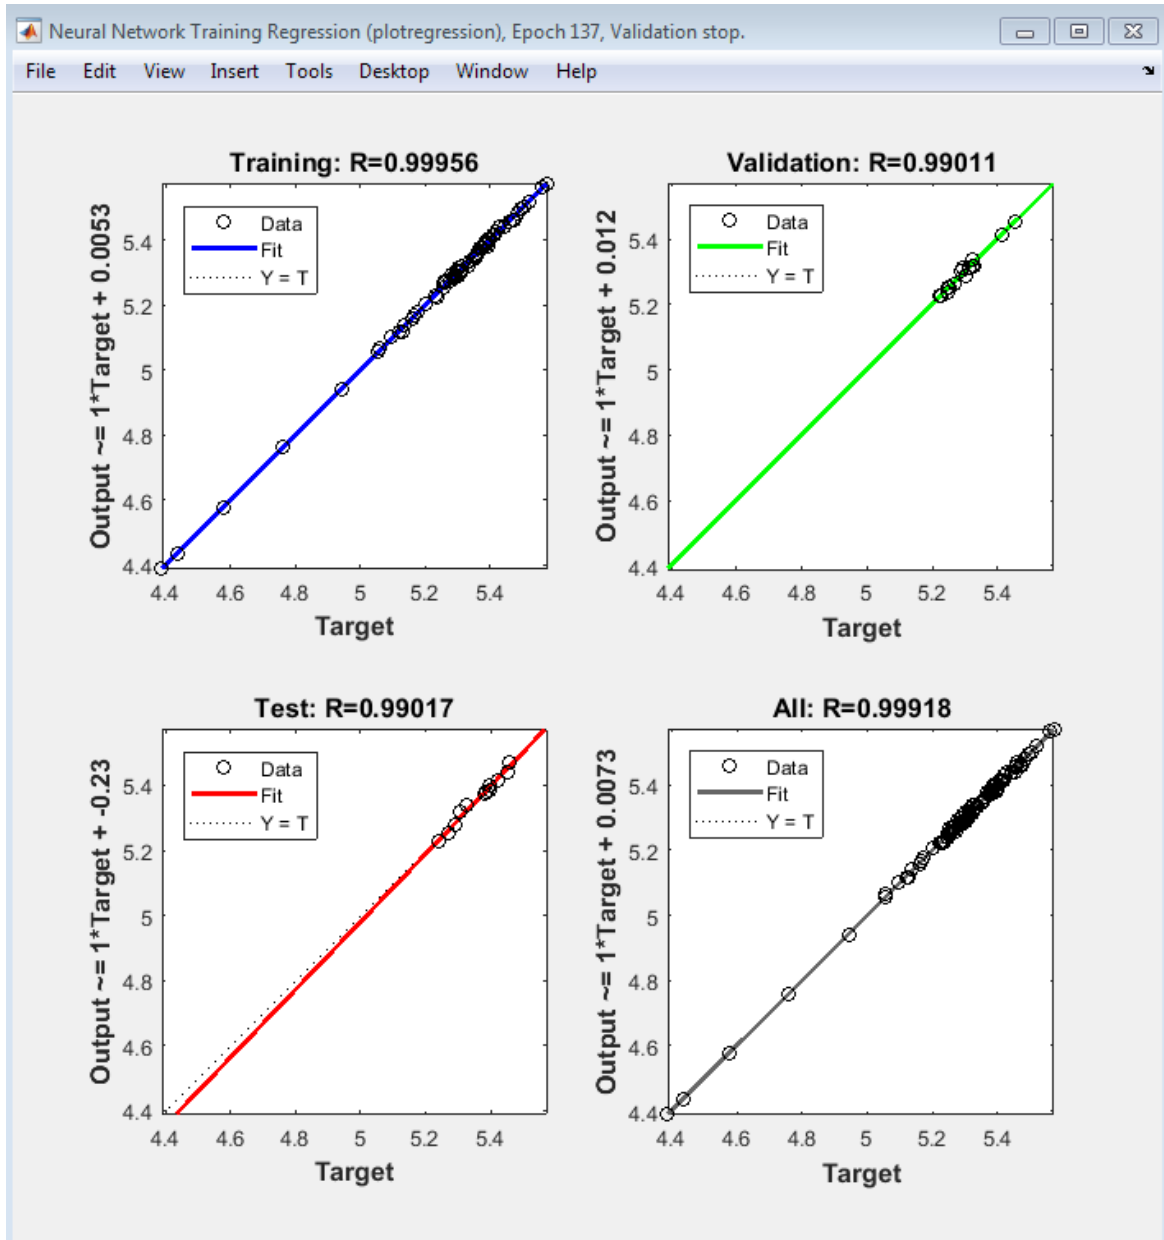 Neural Network Training Regression (plotregression), Epoch 137, Validation stop.
File Edit View Insert Tools Desktop Window Help
Training: R=0.99956
Output ~= 1*Target + 0.0053
Data
Fit
Y = T
5.4
5.2
5
4.8
4.6
4.4
4.4 4.6 4.8 5 5.2 5.4
Target
Validation: R=0.99011
Output ~= 1*Target + 0.012
Data
Fit
Y = T
5.4
5.2
5
4.8
4.6
4.4
4.4 4.6 4.8 5 5.2 5.4
Target
Test: R=0.99017
Output ~= 1*Target + -0.23
Data
Fit
Y = T
5.4
5.2
5
4.8
4.6
4.4
4.4 4.6 4.8 5 5.2 5.4
Target
All: R=0.99918
Output ~= 1*Target + 0.0073
Data
Fit
Y = T
5.4
5.2
5
4.8
4.6
4.4
4.4 4.6 4.8 5 5.2 5.4
Target